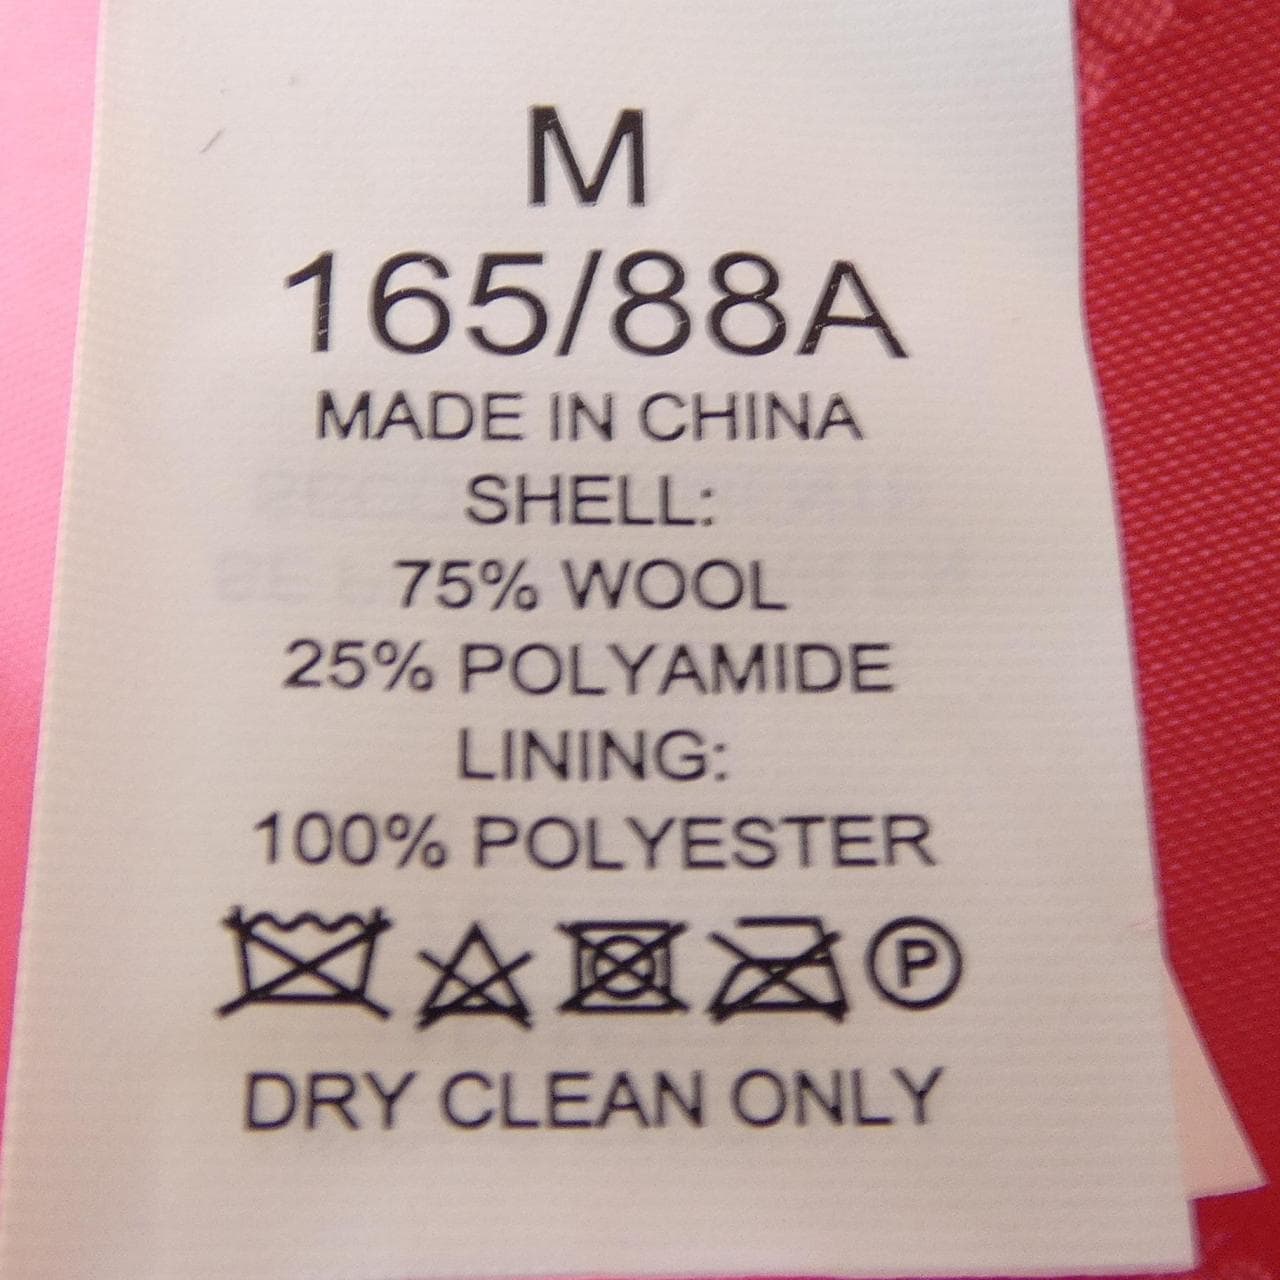 M
165/88A
MADE IN CHINA
SHELL:
75% WOOL
25% POLYAMIDE
LINING:
100% POLYESTER
P
DRY CLEAN ONLY